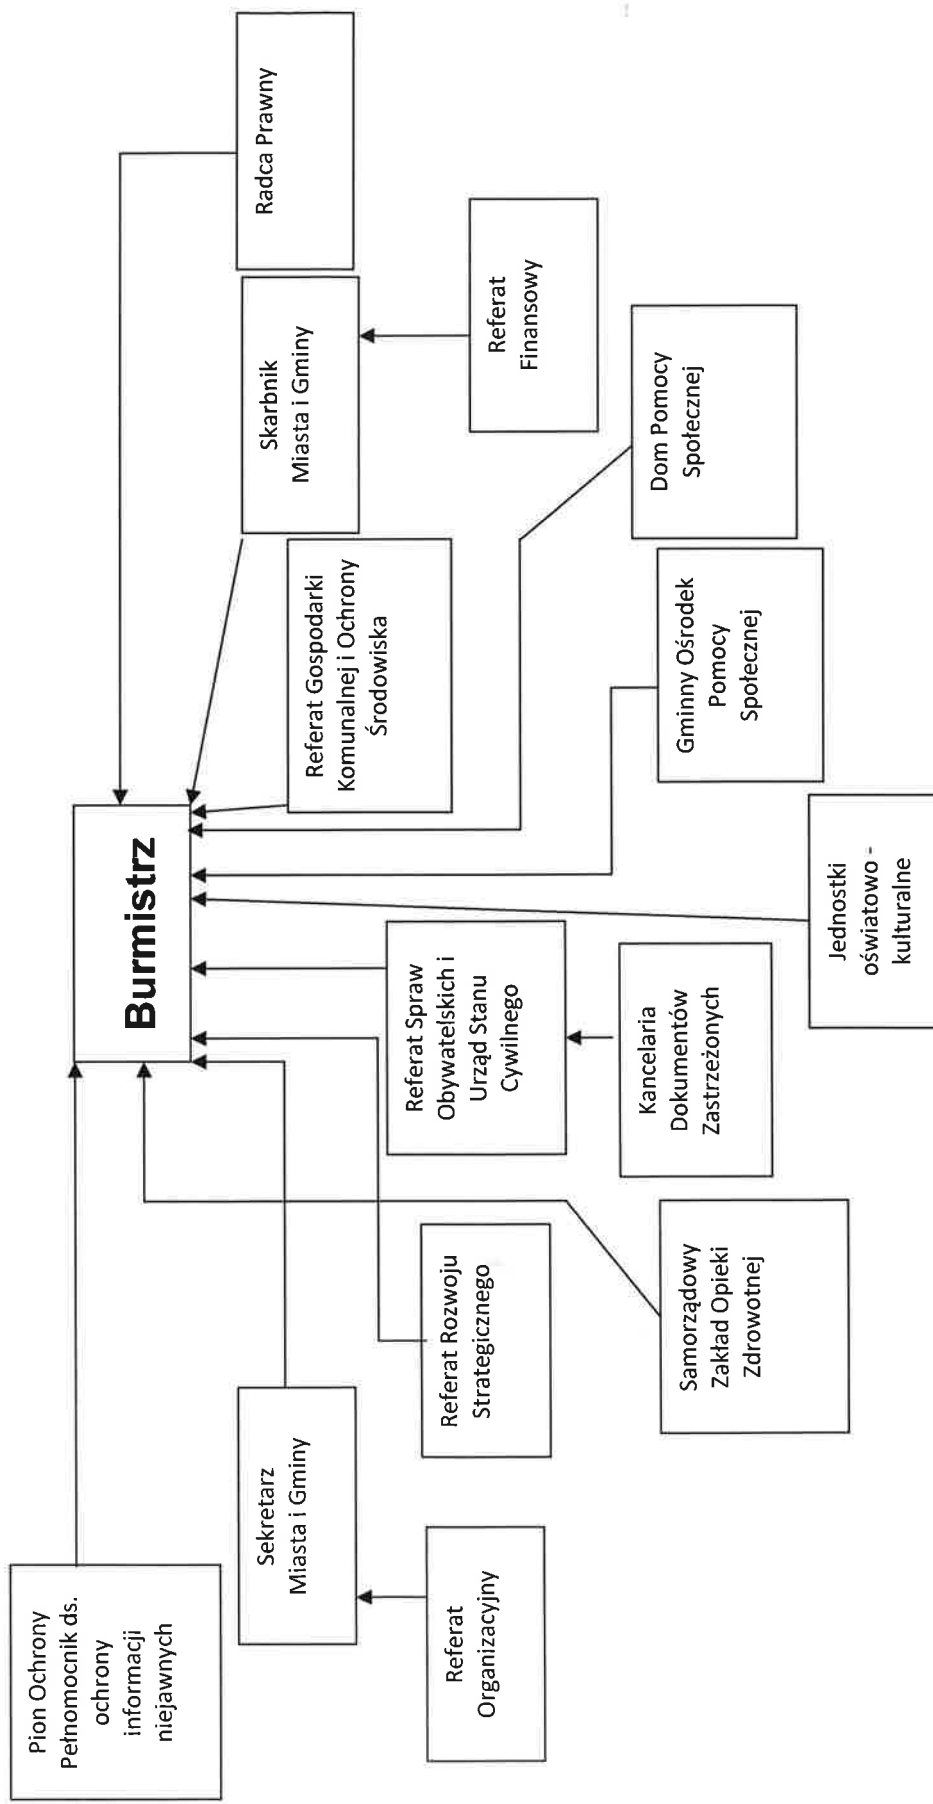 Burmistrz
Pion Ochrony
Pełnomocnik ds.
ochrony
informacji
niejawnych
Sekretarz
Miasta i Gminy
Skarbnik
Miasta i Gminy
Radca Prawny
Referat Gospodarki
Komunalnej i Ochrony
Środowiska
Referat
Organizacyjny
Referat Rozwoju
Strategicznego
Referat Spraw
Obywatelskich i
Urząd Stanu
Cywilnego
Referat
Finansowy
Kancelaria
Dokumentów
Zastrzeżonych
Samorządowy
Zakład Opieki
Zdrowotnej
Gminny Ośrodek
Pomocy
Społecznej
Dom Pomocy
Społecznej
Jednostki
oświatowo -
kulturalne